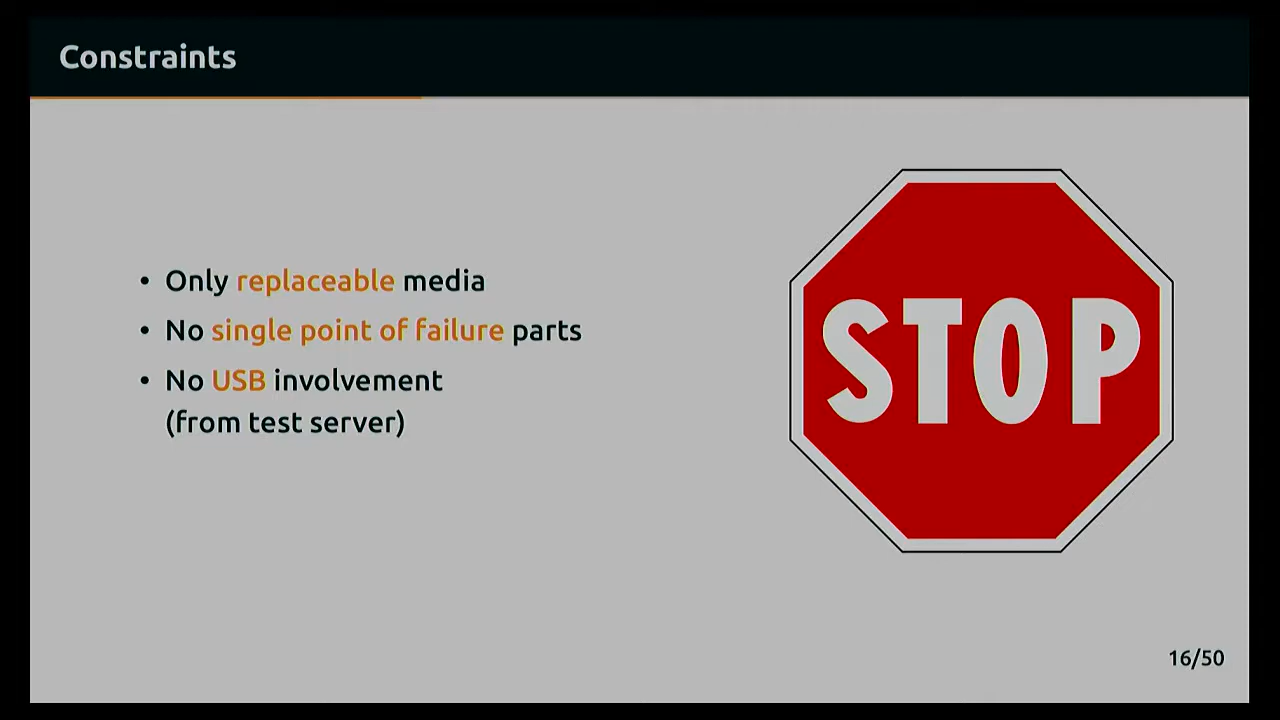 Constraints
• Only replaceable media
• No single point of failure parts
• No USB involvement
(from test server)
STOP
16/50